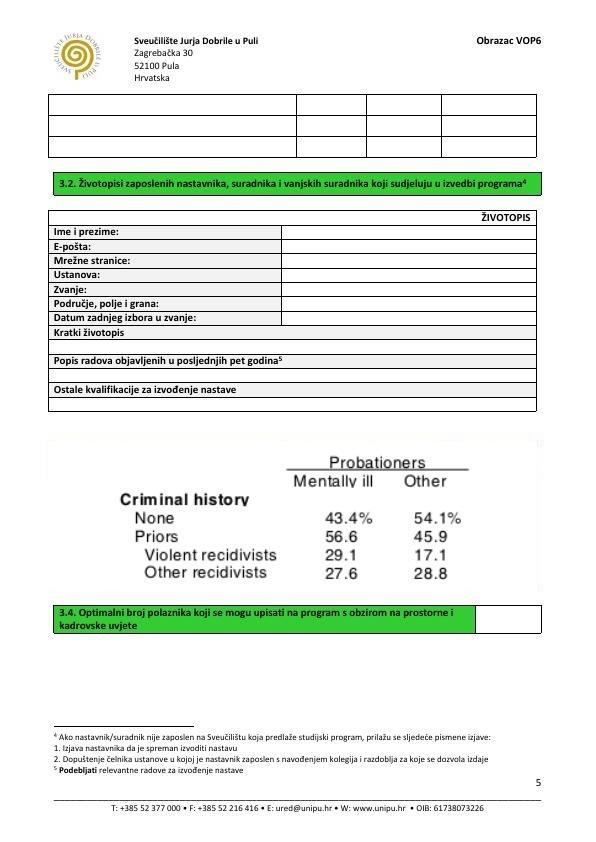 SVEUČILIŠTE JURJA DOBRILE U PULI
Sveučilište Jurja Dobrile u Puli
Obrazac VOP6
Zagrebačka 30
52100 Pula
Hrvatska
3.2. Životopisi zaposlenih nastavnika, suradnika i vanjskih suradnika koji sudjeluju u izvedbi programa⁴
ŽIVOTOPIS
Ime i prezime:
E-pošta:
Mrežne stranice:
Ustanova:
Zvanje:
Područje, polje i grana:
Datum zadnjeg izbora u zvanje:
Kratki životopis
Popis radova objavljenih u posljednjih pet godina⁵
Ostale kvalifikacije za izvođenje nastave
Probationers
Mentally ill Other
Criminal history
None 43.4% 54.1%
Priors 56.6 45.9
Violent recidivists 29.1 17.1
Other recidivists 27.6 28.8
3.4. Optimalni broj polaznika koji se mogu upisati na program s obzirom na prostorne i
kadrovske uvjete
⁴ Ako nastavnik/suradnik nije zaposlen na Sveučilištu koja predlaže studijski program, prilažu se sljedeće pismene izjave:
1. Izjava nastavnika da je spreman izvoditi nastavu
2. Dopuštenje čelnika ustanove u kojoj je nastavnik zaposlen s navođenjem kolegija i razdoblja za koje se dozvola izdaje
⁵ Podebljati relevantne radove za izvođenje nastave
5
T: +385 52 377 000 • F: +385 52 216 416 • E: ured@unipu.hr • W: www.unipu.hr • OIB: 61738073226